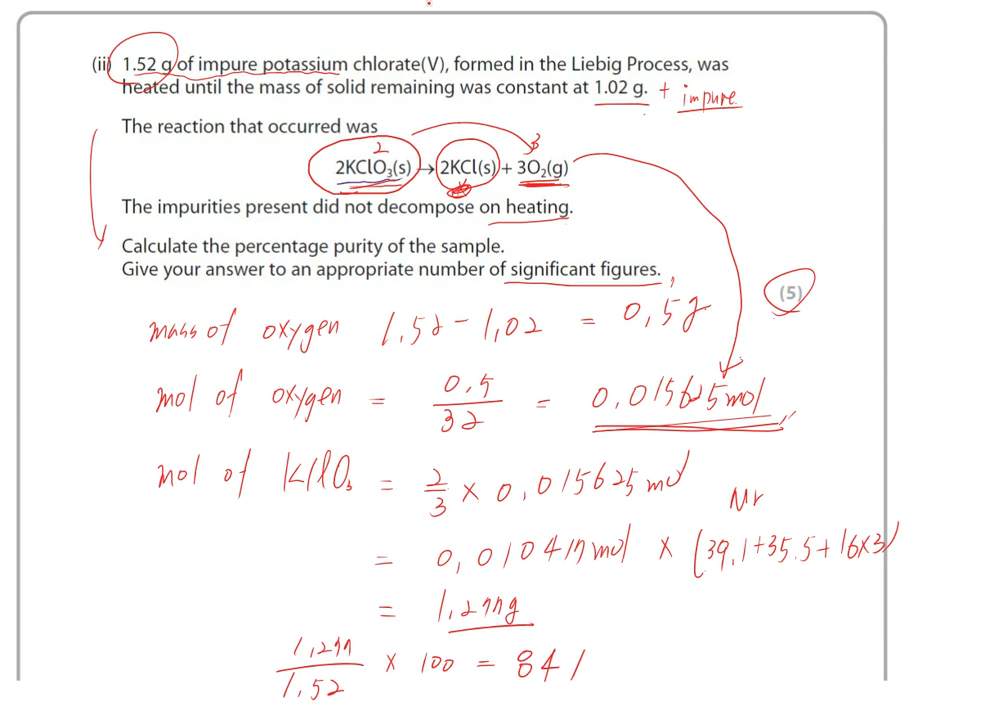 (ii) 1.52 g of impure potassium chlorate(V), formed in the Liebig Process, was
heated until the mass of solid remaining was constant at 1.02 g. + impure
The reaction that occurred was
2 3
2KClO₃(s) → 2KCl(s) + 3O₂(g)
The impurities present did not decompose on heating.
Calculate the percentage purity of the sample.
Give your answer to an appropriate number of significant figures.
(5)
mass of oxygen 1,52 - 1,02 = 0,5g
mol of oxygen = 0,5/32 = 0,015625mol
mol of KClO₃ = 2/3 × 0,015625 mol
Mr
= 0,010417mol × (39,1+35.5+16×3)
= 1,277g
1,277/1,52 × 100 = 84%